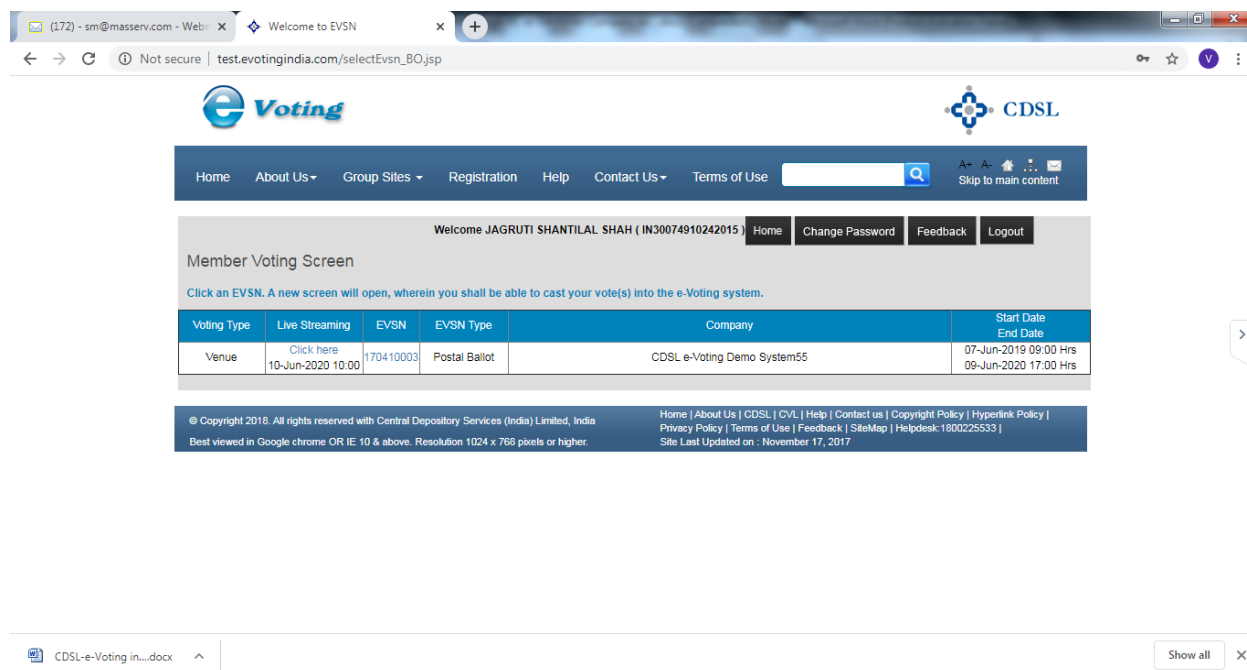 (172) - sm@masserv.com - Web
Welcome to EVSN
Not secure | test.evotingindia.com/selectEvsn_BO.jsp
V
e Voting
CDSL
Home About Us Group Sites Registration Help Contact Us Terms of Use
A+ A-
Skip to main content
Welcome JAGRUTI SHANTILAL SHAH ( IN30074910242015 ) Home Change Password Feedback Logout
Member Voting Screen
Click an EVSN. A new screen will open, wherein you shall be able to cast your vote(s) into the e-Voting system.
Voting Type Live Streaming EVSN EVSN Type Company Start Date
End Date
Venue Click here 170410003 Postal Ballot CDSL e-Voting Demo System55 07-Jun-2019 09:00 Hrs
10-Jun-2020 10:00 09-Jun-2020 17:00 Hrs
© Copyright 2018. All rights reserved with Central Depository Services (India) Limited, India
Best viewed in Google chrome OR IE 10 & above. Resolution 1024 x 768 pixels or higher.
Home | About Us | CDSL | CVL | Help | Contact us | Copyright Policy | Hyperlink Policy |
Privacy Policy | Terms of Use | Feedback | SiteMap | Helpdesk:1800225533 |
Site Last Updated on : November 17, 2017
CDSL-e-Voting in....docx
Show all